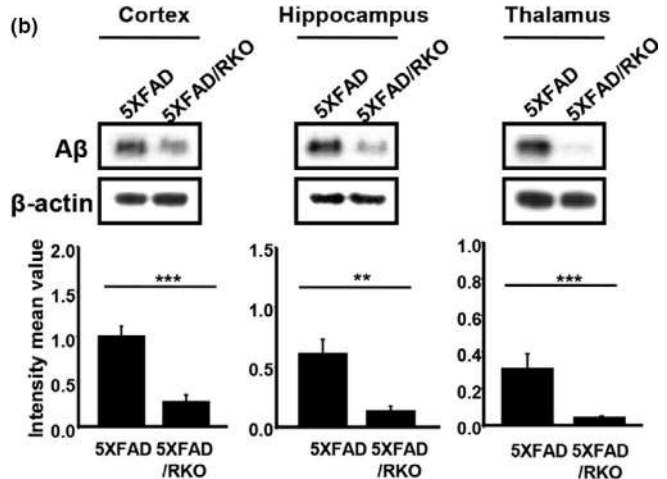 (b)
Cortex
Hippocampus
Thalamus
5XFAD
5XFAD/RKO
5XFAD
5XFAD/RKO
5XFAD
5XFAD/RKO
Aβ
β-actin
Intensity mean value
2.0
1.5
1.0
0.5
0.0
***
5XFAD
5XFAD
/RKO
1.5
1.0
0.5
0.0
**
5XFAD
5XFAD
/RKO
1.0
0.8
0.6
0.4
0.2
0.0
***
5XFAD
5XFAD
/RKO